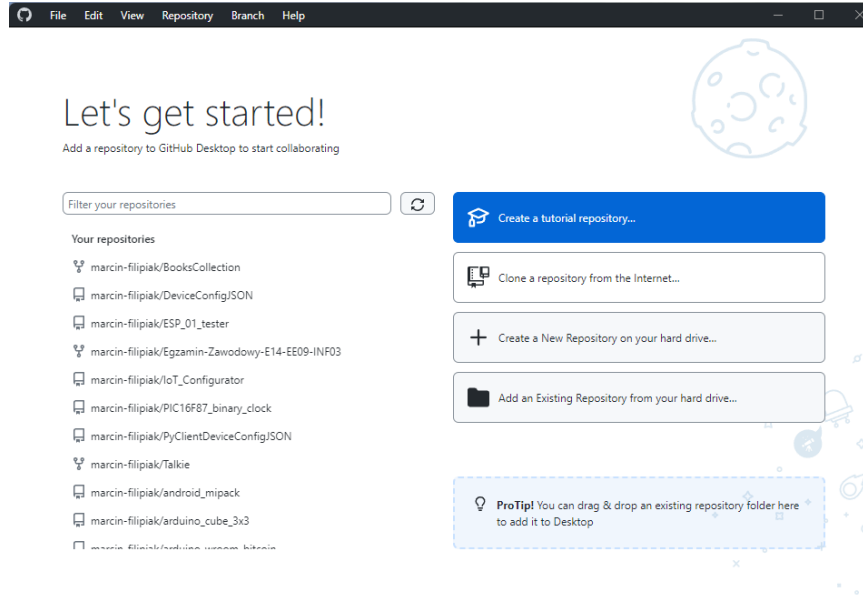 File Edit View Repository Branch Help
Let's get started!
Add a repository to GitHub Desktop to start collaborating
Filter your repositories
Your repositories
marcin-filipiak/BooksCollection
marcin-filipiak/DeviceConfigJSON
marcin-filipiak/ESP_01_tester
marcin-filipiak/Egzamin-Zawodowy-E14-EE09-INF03
marcin-filipiak/IoT_Configurator
marcin-filipiak/PIC16F87_binary_clock
marcin-filipiak/PyClientDeviceConfigJSON
marcin-filipiak/Talkie
marcin-filipiak/android_mipack
marcin-filipiak/arduino_cube_3x3
marcin-filipiak/arduino_wroom_bitcoin
Create a tutorial repository...
Clone a repository from the Internet...
Create a New Repository on your hard drive...
Add an Existing Repository from your hard drive...
ProTip! You can drag & drop an existing repository folder here
to add it to Desktop